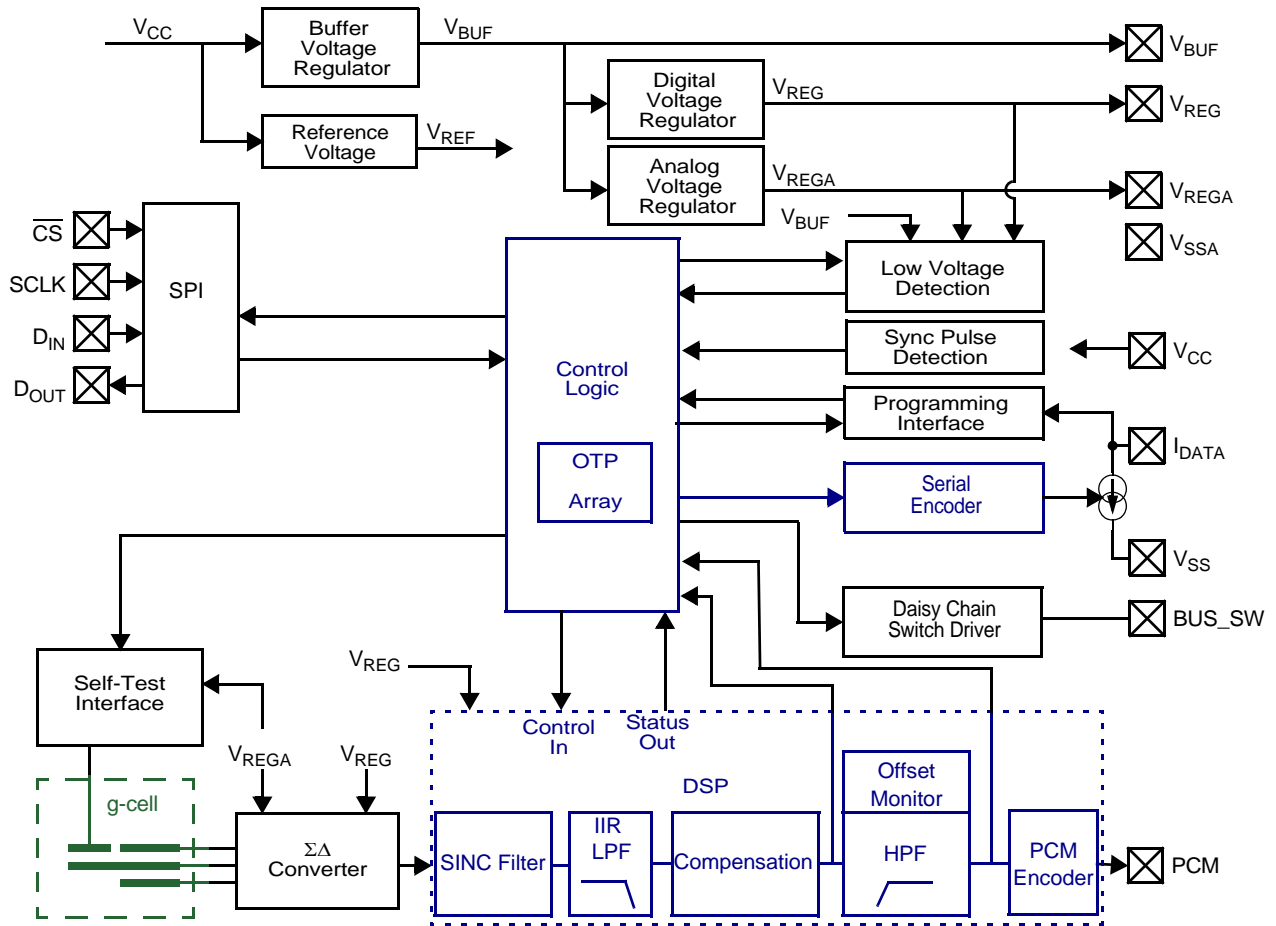 VCC
Buffer
Voltage
Regulator
VBUF
VBUF
Digital
Voltage
Regulator
VREG
VREG
Reference
Voltage
VREF
Analog
Voltage
Regulator
VREGA
VREGA
VBUF
VSSA
CS
SCLK
DIN
DOUT
SPI
Control
Logic
OTP
Array
Low Voltage
Detection
Sync Pulse
Detection
VCC
Programming
Interface
IDATA
Serial
Encoder
VSS
Daisy Chain
Switch Driver
BUS_SW
Self-Test
Interface
VREG
VREGA
VREG
Control
In
Status
Out
DSP
g-cell
ΣΔ
Converter
SINC Filter
IIR
LPF
Compensation
Offset
Monitor
HPF
PCM
Encoder
PCM